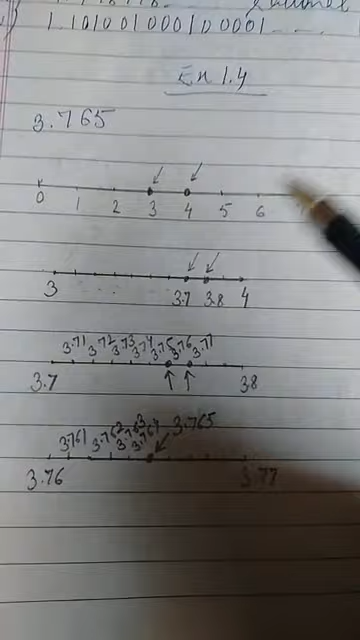 1.101001000100001....
Ex 1.4
3.765
0 1 2 3 4 5 6
3 3.7 3.8 4
3.71 3.72 3.73 3.74 3.75 3.76 3.77
3.7 3.8
3.761 3.762 3.763 3.764 3.765
3.76 3.77